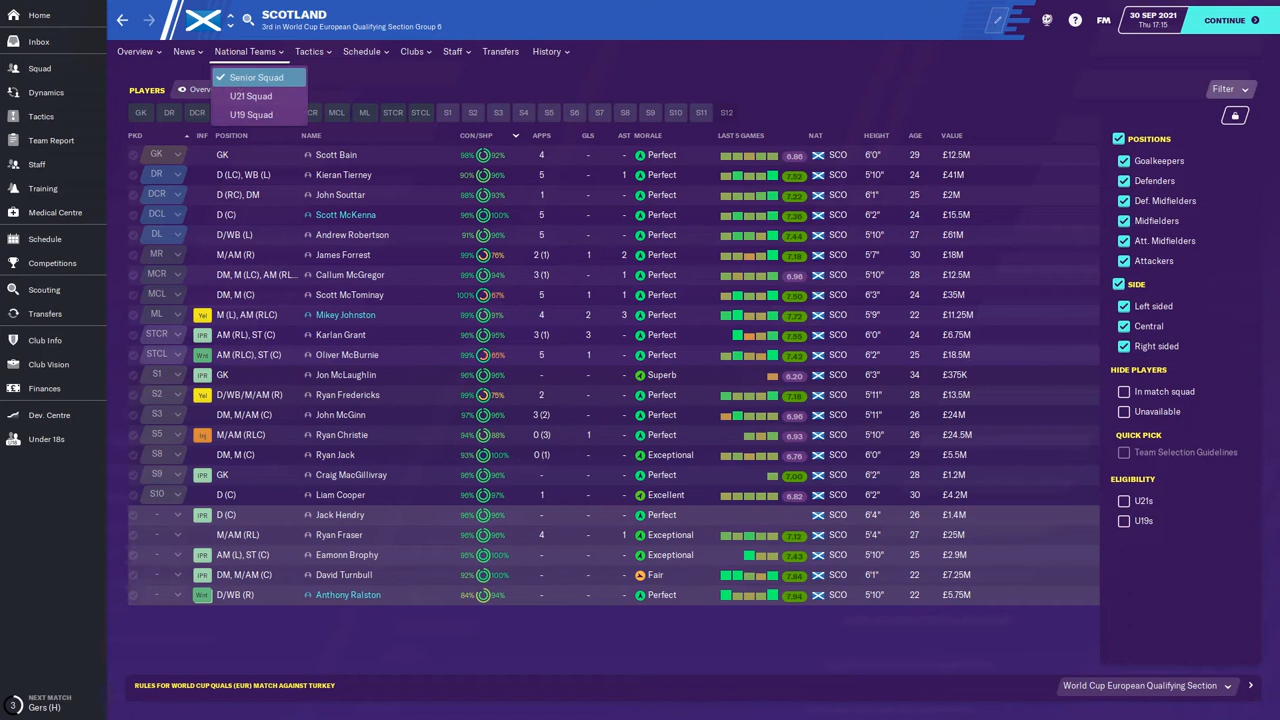 Home
SCOTLAND
3rd in World Cup European Qualifying Section Group 6
FM
30 SEP 2021
THU 17:15
CONTINUE
Inbox
Overview
News
National Teams
Tactics
Schedule
Clubs
Staff
Transfers
History
Squad
Dynamics
Tactics
Team Report
Staff
Training
Medical Centre
Schedule
Competitions
Scouting
Transfers
Club Info
Club Vision
Finances
Dev. Centre
Under 18s
NEXT MATCH
3 Gers (H)
Senior Squad
U21 Squad
U19 Squad
PLAYERS
Overv
Filter
GK DR DCR CR MCL ML STCR STCL S1 S2 S3 S4 S5 S6 S7 S8 S9 S10 S11 S12
PKD INF POSITION NAME CON/SHP APPS GLS AST MORALE LAST 5 GAMES NAT HEIGHT AGE VALUE
GK GK Scott Bain 98% 92% 4 - - Perfect 6.86 SCO 6'0" 29 £12.5M
DR D (LC), WB (L) Kieran Tierney 90% 96% 5 - 1 Perfect 7.52 SCO 5'10" 24 £41M
DCR D (RC), DM John Souttar 98% 93% 1 - - Perfect 7.22 SCO 6'1" 25 £2M
DCL D (C) Scott McKenna 96% 100% 5 - - Perfect 7.36 SCO 6'2" 24 £15.5M
DL D/WB (L) Andrew Robertson 91% 96% 5 - - Perfect 7.44 SCO 5'10" 27 £61M
MR M/AM (R) James Forrest 99% 76% 2 (1) 1 2 Perfect 7.18 SCO 5'7" 30 £18M
MCR DM, M (LC), AM (RL... Callum McGregor 99% 94% 3 (1) - 1 Perfect 6.96 SCO 5'10" 28 £12.5M
MCL DM, M (C) Scott McTominay 100% 67% 5 1 1 Perfect 7.50 SCO 6'3" 24 £35M
ML Yel M (L), AM (RLC) Mikey Johnston 99% 91% 4 2 3 Perfect 7.72 SCO 5'9" 22 £11.25M
STCR IPR AM (RL), ST (C) Karlan Grant 96% 95% 3 (1) 3 - Perfect 7.55 SCO 6'0" 24 £6.75M
STCL Wnt AM (RLC), ST (C) Oliver McBurnie 99% 65% 5 1 - Perfect 7.42 SCO 6'2" 25 £18.5M
S1 IPR GK Jon McLaughlin 96% 96% - - - Superb 6.20 SCO 6'3" 34 £375K
S2 Yel D/WB/M/AM (R) Ryan Fredericks 99% 75% 2 - - Perfect 7.18 SCO 5'11" 28 £13.5M
S3 DM, M/AM (C) John McGinn 97% 96% 3 (2) - - Perfect 6.96 SCO 5'11" 26 £24M
S5 Inj M/AM (RLC) Ryan Christie 94% 88% 0 (3) 1 - Perfect 6.93 SCO 5'10" 26 £24.5M
S8 DM, M (C) Ryan Jack 93% 100% 0 (1) - - Exceptional 6.76 SCO 6'0" 29 £5.5M
S9 IPR GK Craig MacGillivray 96% 96% - - - Perfect 7.00 SCO 6'2" 28 £1.2M
S10 D (C) Liam Cooper 96% 97% 1 - - Excellent 6.82 SCO 6'2" 30 £4.2M
- IPR D (C) Jack Hendry 96% 96% - - - Perfect SCO 6'4" 26 £1.4M
- M/AM (RL) Ryan Fraser 96% 96% 4 - 1 Exceptional 7.12 SCO 5'4" 27 £25M
- IPR AM (L), ST (C) Eamonn Brophy 95% 100% - - - Exceptional 7.43 SCO 5'10" 25 £2.9M
- IPR DM, M/AM (C) David Turnbull 92% 100% - - - Fair 7.84 SCO 6'1" 22 £7.25M
- Wnt D/WB (R) Anthony Ralston 84% 94% - - - Perfect 7.94 SCO 5'10" 22 £5.75M
POSITIONS
Goalkeepers
Defenders
Def. Midfielders
Midfielders
Att. Midfielders
Attackers
SIDE
Left sided
Central
Right sided
HIDE PLAYERS
In match squad
Unavailable
QUICK PICK
Team Selection Guidelines
ELIGIBILITY
U21s
U19s
RULES FOR WORLD CUP QUALS (EUR) MATCH AGAINST TURKEY
World Cup European Qualifying Section